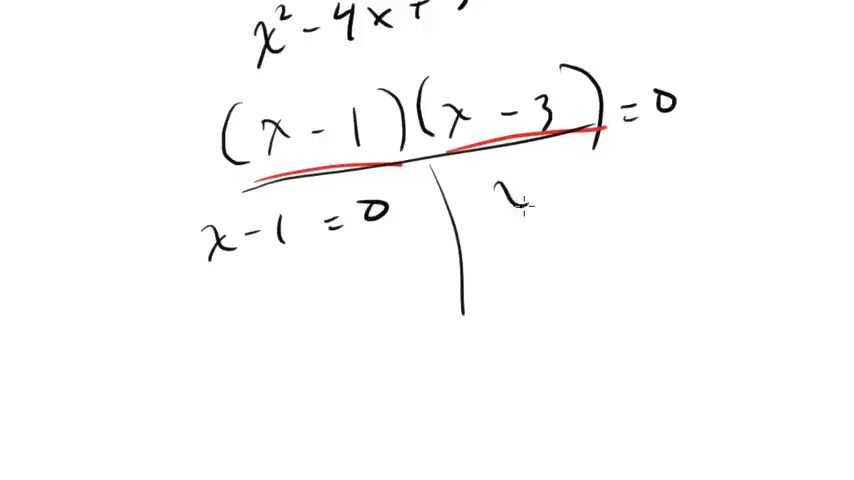 x² - 4x +
(x - 1)(x - 3) = 0
x - 1 = 0